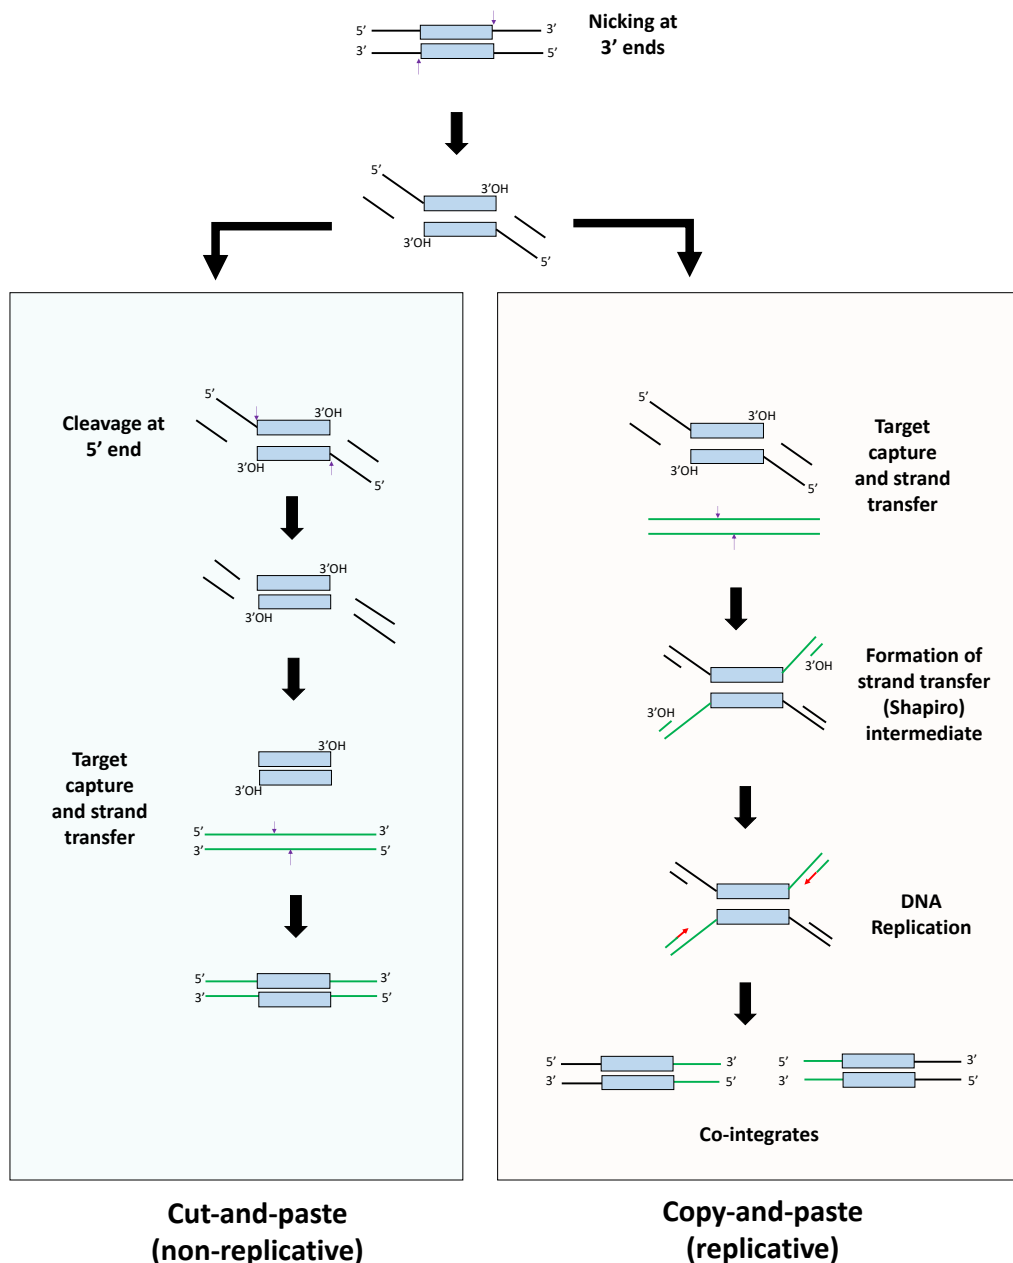 Nicking at
3’ ends
5’ 3’
3’ 5’
5’
3’OH
3’OH
5’
Cleavage at
5’ end
5’
3’OH
3’OH
5’
3’OH
3’OH
Target
capture
and strand
transfer
3’OH
3’OH
5’ 3’
3’ 5’
5’ 3’
3’ 5’
Cut-and-paste
(non-replicative)
5’
3’OH
3’OH
5’
Target
capture
and strand
transfer
3’OH
3’OH
Formation of
strand transfer
(Shapiro)
intermediate
DNA
Replication
5’ 3’
3’ 5’
5’ 3’
3’ 5’
Co-integrates
Copy-and-paste
(replicative)